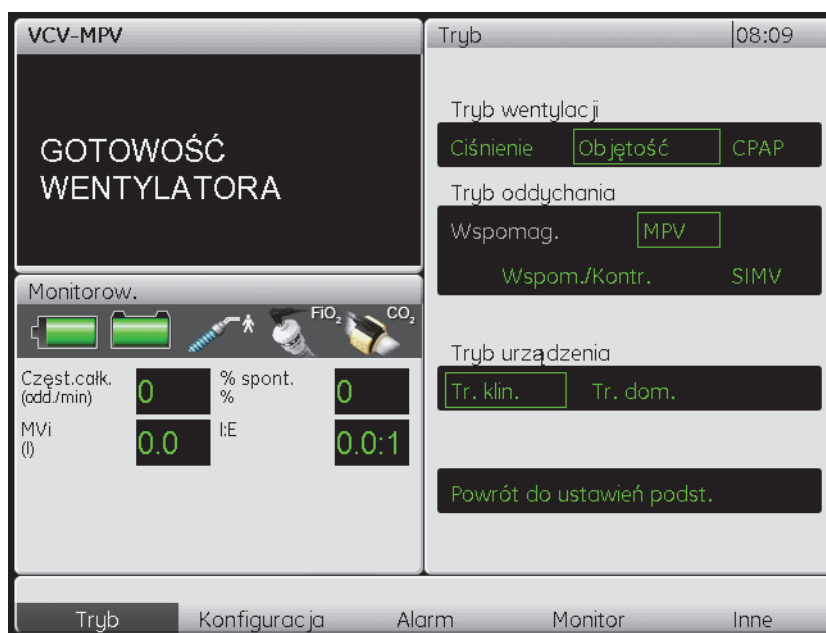 VCV-MPV
GOTOWOŚĆ
WENTYLATORA
Monitorow.
FiO2 CO2
Częst.całk. 0 % spont. 0
(odd./min) %
MVi 0.0 I:E 0.0:1
(l)
Tryb 08:09
Tryb wentylacji
Ciśnienie Objętość CPAP
Tryb oddychania
Wspomag. MPV
Wspom./Kontr. SIMV
Tryb urządzenia
Tr. klin. Tr. dom.
Powrót do ustawień podst.
Tryb Konfiguracja Alarm Monitor Inne